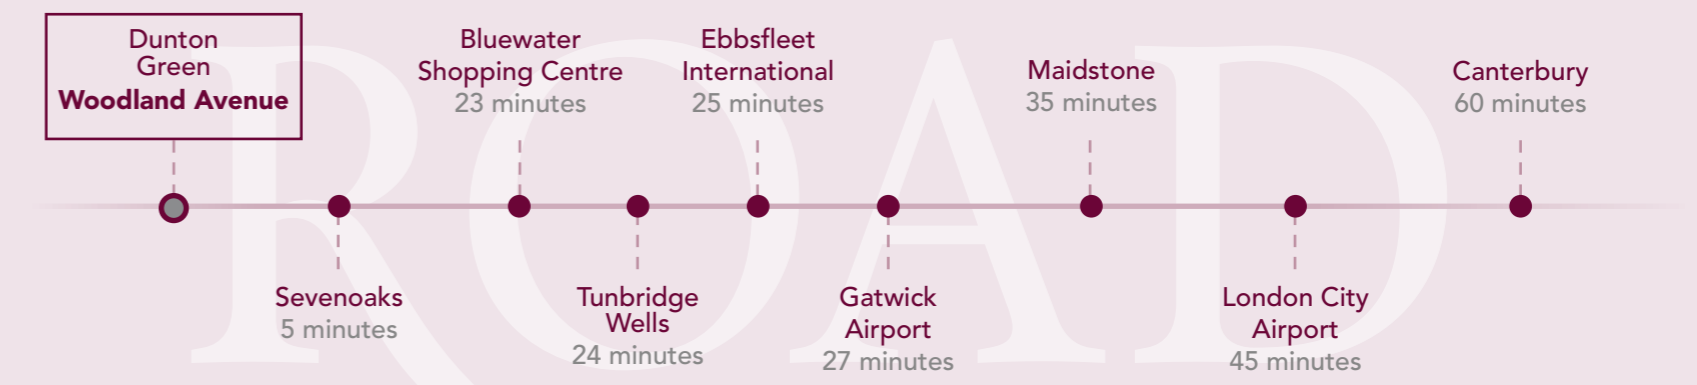 ROAD
Dunton
Green
Woodland Avenue
Sevenoaks
5 minutes
Bluewater
Shopping Centre
23 minutes
Tunbridge
Wells
24 minutes
Ebbsfleet
International
25 minutes
Gatwick
Airport
27 minutes
Maidstone
35 minutes
London City
Airport
45 minutes
Canterbury
60 minutes